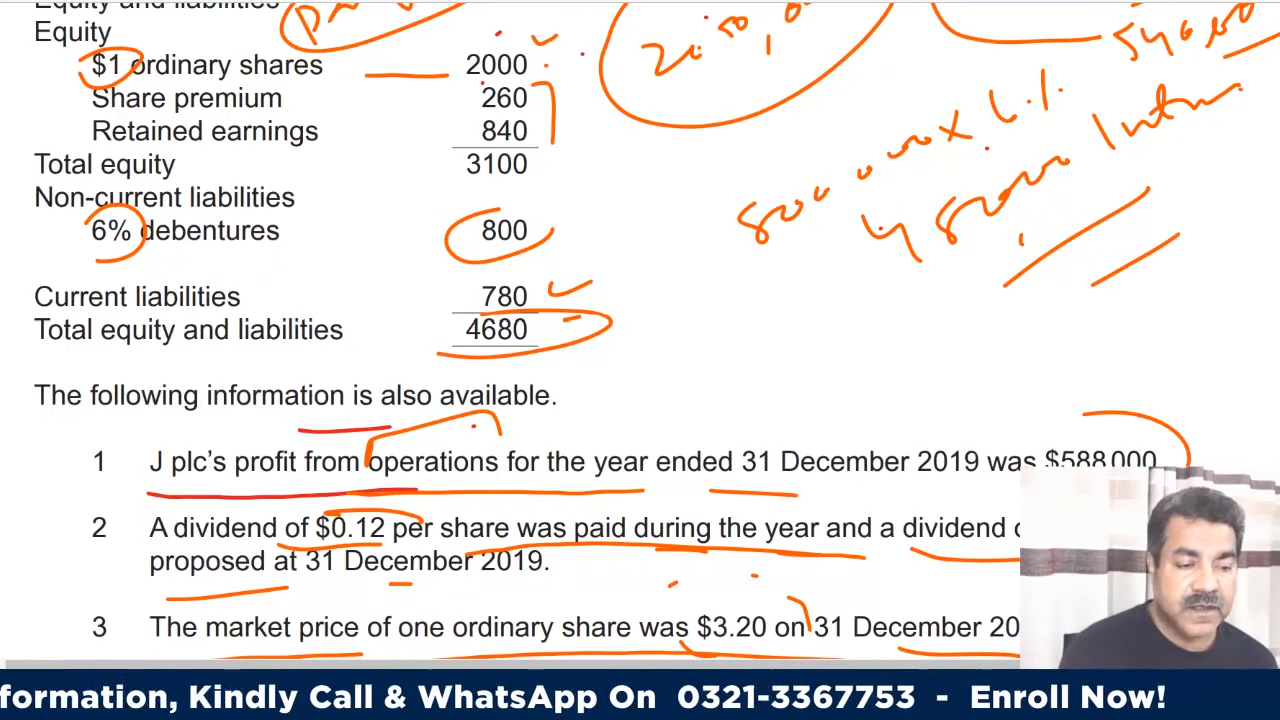 Equity and liabilities
Equity
$1 ordinary shares 2000
Share premium 260
Retained earnings 840
Total equity 3100
Non-current liabilities
6% debentures 800
Current liabilities 780
Total equity and liabilities 4680
The following information is also available.
1 J plc's profit from operations for the year ended 31 December 2019 was $588 000
2 A dividend of $0.12 per share was paid during the year and a dividend
proposed at 31 December 2019.
3 The market price of one ordinary share was $3.20 on 31 December 20
formation, Kindly Call & WhatsApp On 0321-3367753 - Enroll Now!